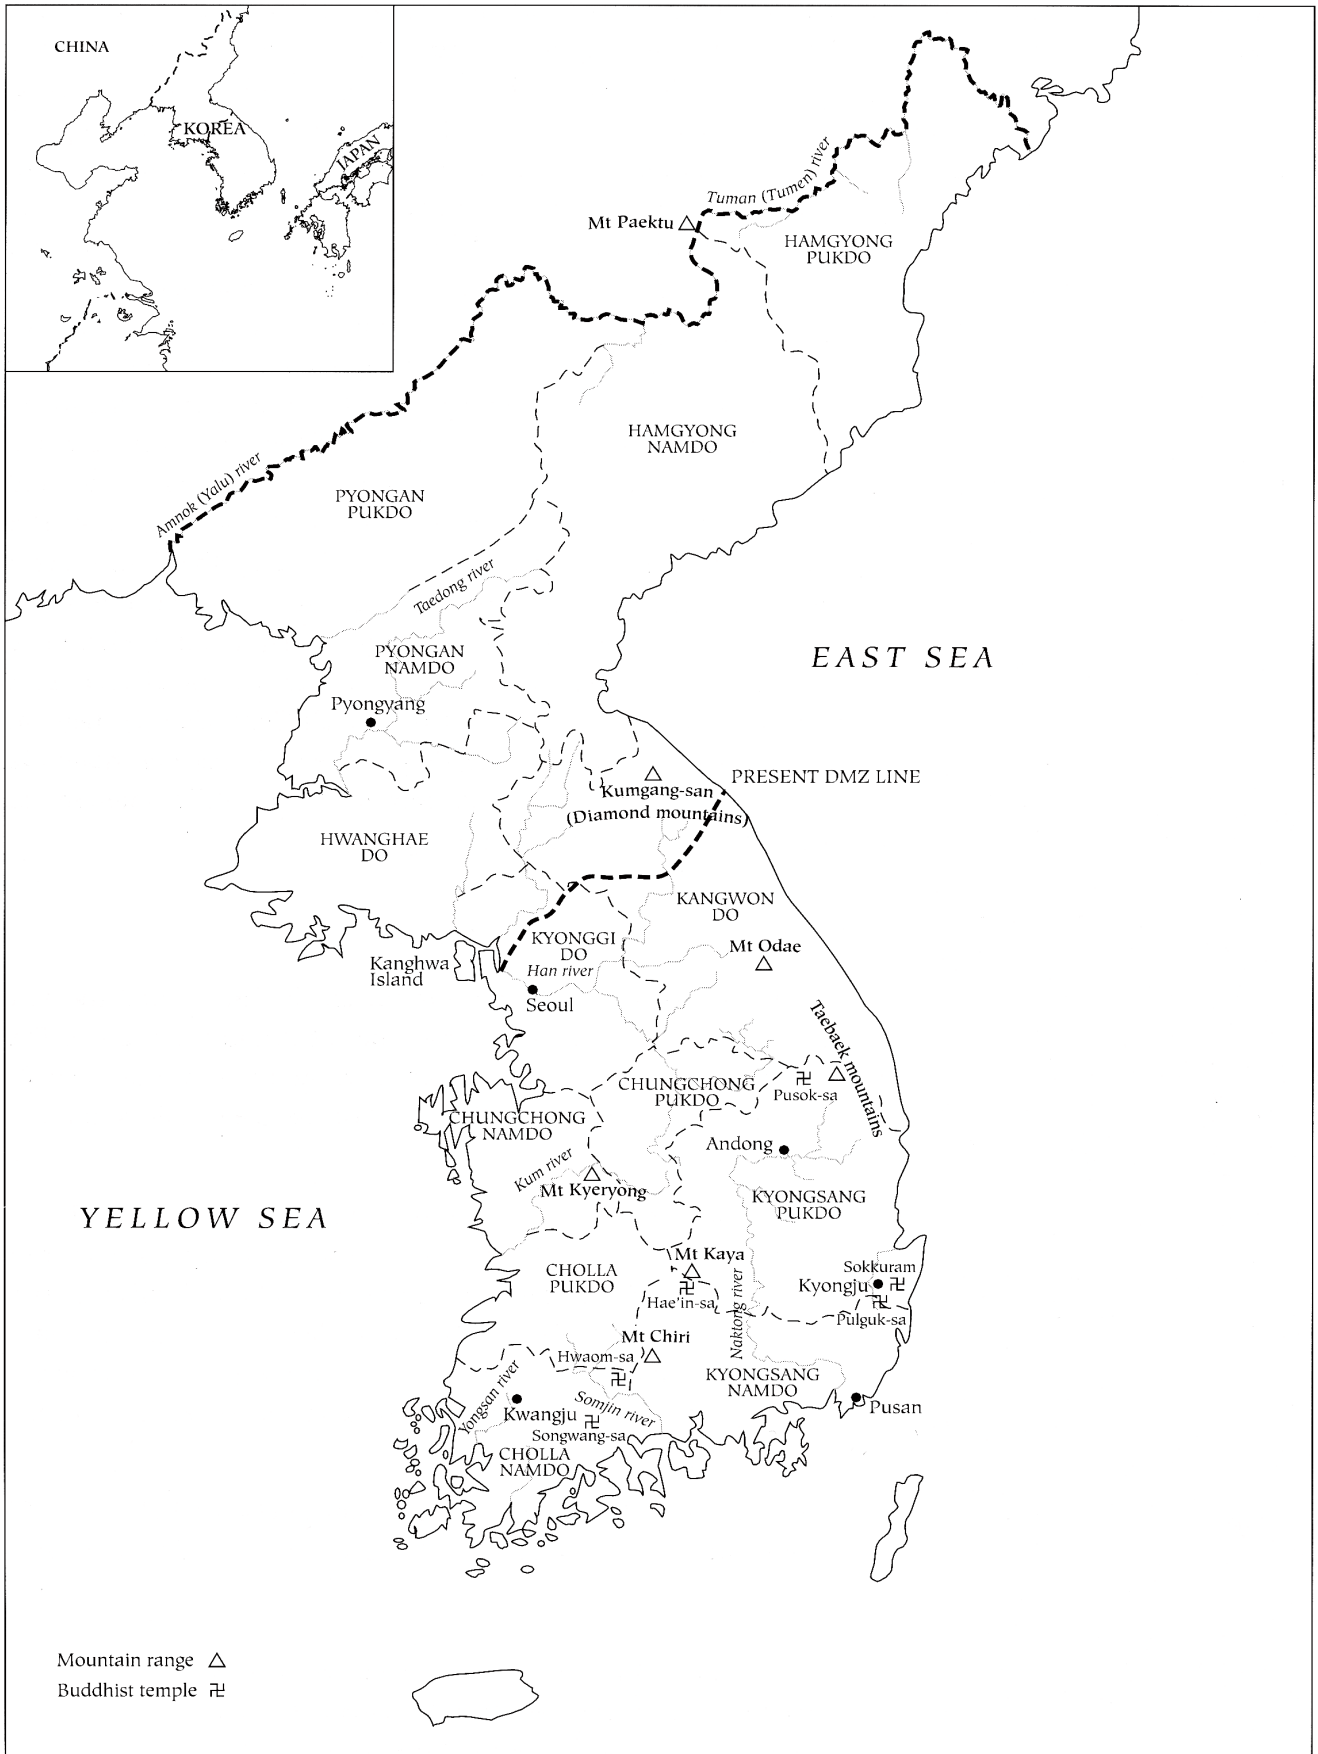 CHINA
KOREA
JAPAN
Tuman (Tumen) river
Mt Paektu
HAMGYONG
PUKDO
HAMGYONG
NAMDO
Amnok (Yalu) river
PYONGAN
PUKDO
Taedong river
PYONGAN
NAMDO
Pyongyang
EAST SEA
PRESENT DMZ LINE
Kumgang-san
(Diamond mountains)
HWANGHAE
DO
KANGWON
DO
KYONGGI
DO
Mt Odae
Kanghwa
Island
Han river
Seoul
Taebaek mountains
CHUNGCHONG
PUKDO
Pusok-sa
CHUNGCHONG
NAMDO
Andong
Kum river
Mt Kyeryong
KYONGSANG
PUKDO
YELLOW SEA
Mt Kaya
CHOLLA
PUKDO
Sokkuram
Kyongju
Hae'in-sa
Pulguk-sa
Naktong river
Mt Chiri
Hwaom-sa
KYONGSANG
NAMDO
Yongsan river
Somjin river
Kwangju
Pusan
Songwang-sa
CHOLLA
NAMDO
Mountain range
Buddhist temple